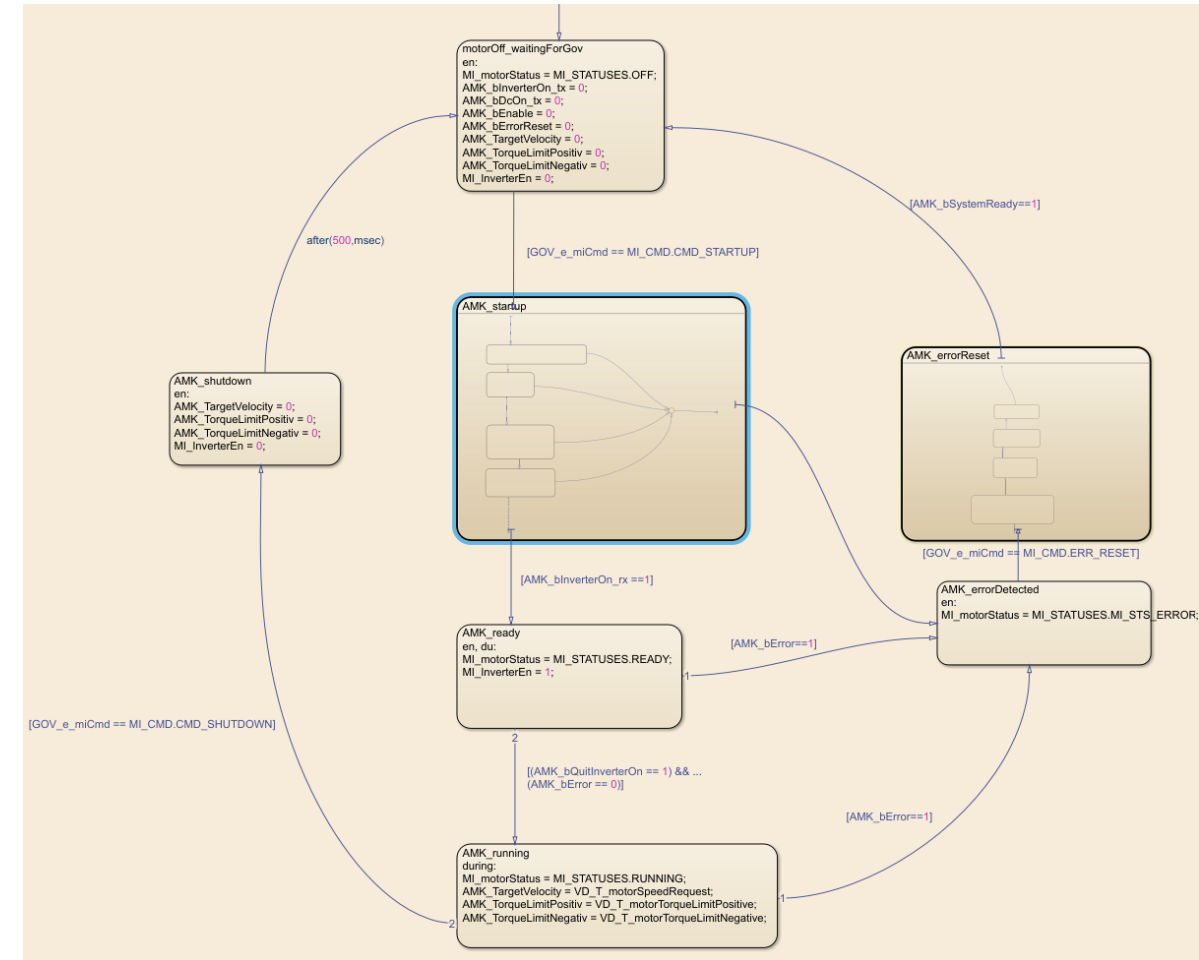 motorOff_waitingForGov
en:
MI_motorStatus = MI_STATUSES.OFF;
AMK_bInverterOn_tx = 0;
AMK_bDcOn_tx = 0;
AMK_bEnable = 0;
AMK_bErrorReset = 0;
AMK_TargetVelocity = 0;
AMK_TorqueLimitPositiv = 0;
AMK_TorqueLimitNegativ = 0;
MI_InverterEn = 0;
[AMK_bSystemReady==1]
after(500,msec)
[GOV_e_miCmd == MI_CMD.CMD_STARTUP]
AMK_startup
AMK_errorReset
AMK_shutdown
en:
AMK_TargetVelocity = 0;
AMK_TorqueLimitPositiv = 0;
AMK_TorqueLimitNegativ = 0;
MI_InverterEn = 0;
[GOV_e_miCmd == MI_CMD.ERR_RESET]
[AMK_bInverterOn_rx ==1]
AMK_errorDetected
en:
MI_motorStatus = MI_STATUSES.MI_STS_ERROR;
AMK_ready
en, du:
MI_motorStatus = MI_STATUSES.READY;
MI_InverterEn = 1;
1
[AMK_bError==1]
[GOV_e_miCmd == MI_CMD.CMD_SHUTDOWN]
2
[(AMK_bQuitInverterOn == 1) && ...
(AMK_bError == 0)]
[AMK_bError==1]
AMK_running
during:
MI_motorStatus = MI_STATUSES.RUNNING;
AMK_TargetVelocity = VD_T_motorSpeedRequest;
AMK_TorqueLimitPositiv = VD_T_motorTorqueLimitPositive;
AMK_TorqueLimitNegativ = VD_T_motorTorqueLimitNegative;
1
2